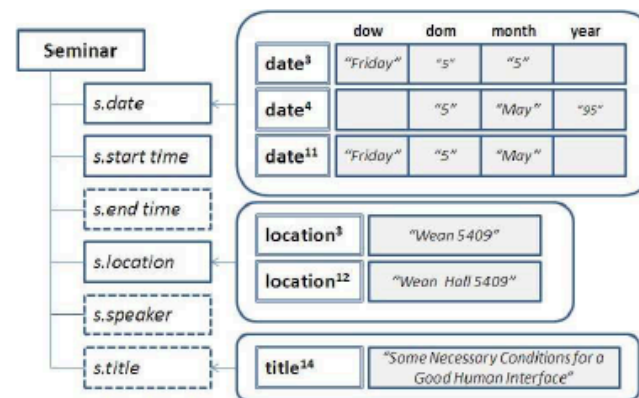 dow dom month year
Seminar
date³ "Friday" "5" "5"
s.date
date⁴ "5" "May" "95"
s.start time
date¹¹ "Friday" "5" "May"
s.end time
location³ "Wean 5409"
s.location
location¹² "Wean Hall 5409"
s.speaker
s.title
title¹⁴ "Some Necessary Conditions for a
Good Human Interface"